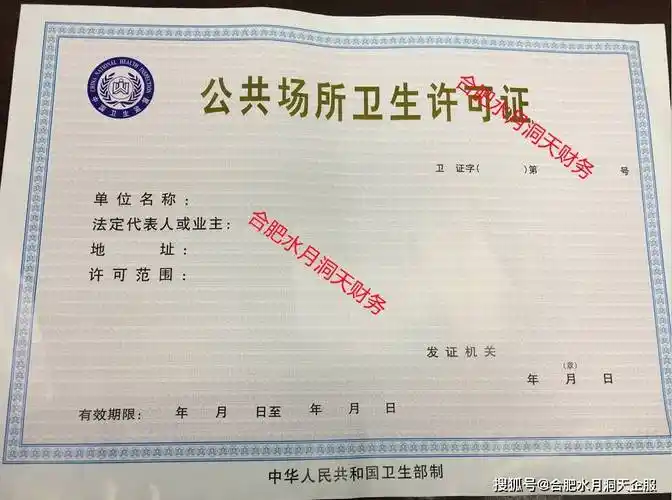 CHINA NATIONAL HEALTH INSPECTION
中国卫生监督
公共场所卫生许可证
合肥水月洞天财务
卫 证字( )第 号
单位名称：
法定代表人或业主：
合肥水月洞天财务
地 址：
许可范围：
发证机关
(章)
年 月 日
有效期限： 年 月 日至 年 月 日
中华人民共和国卫生部制
搜狐号@合肥水月洞天企服